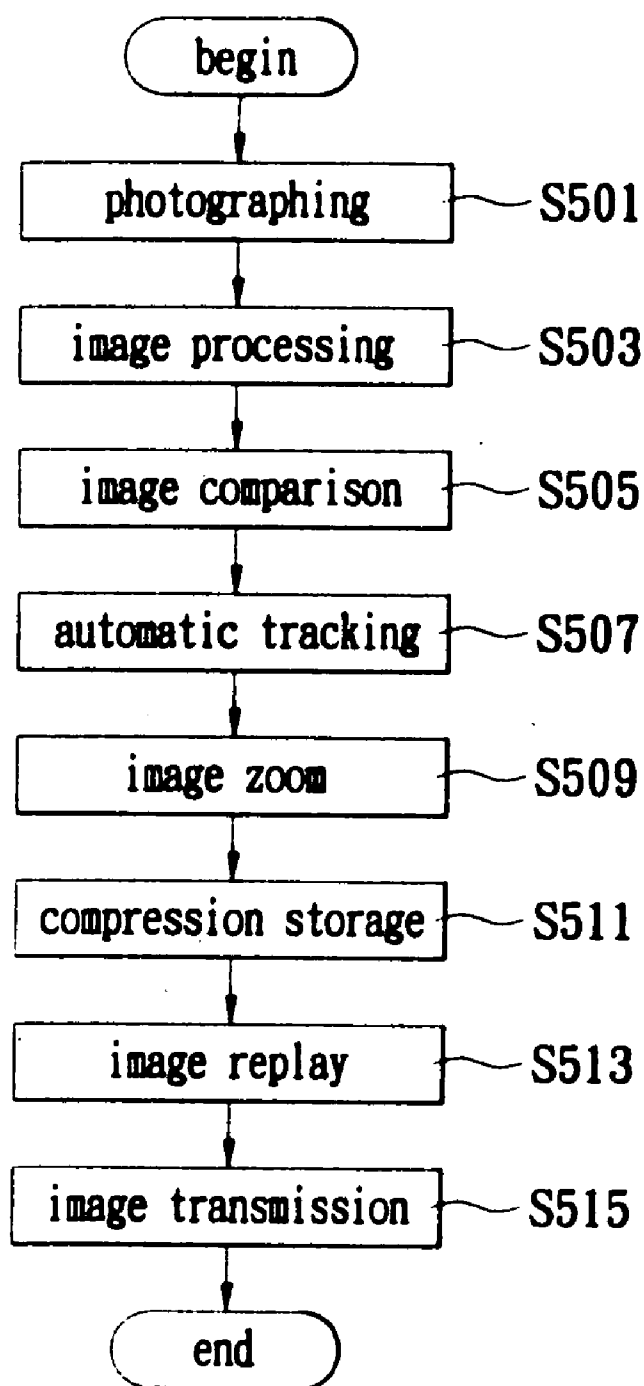 begin
photographing S501
image processing S503
image comparison S505
automatic tracking S507
image zoom S509
compression storage S511
image replay S513
image transmission S515
end